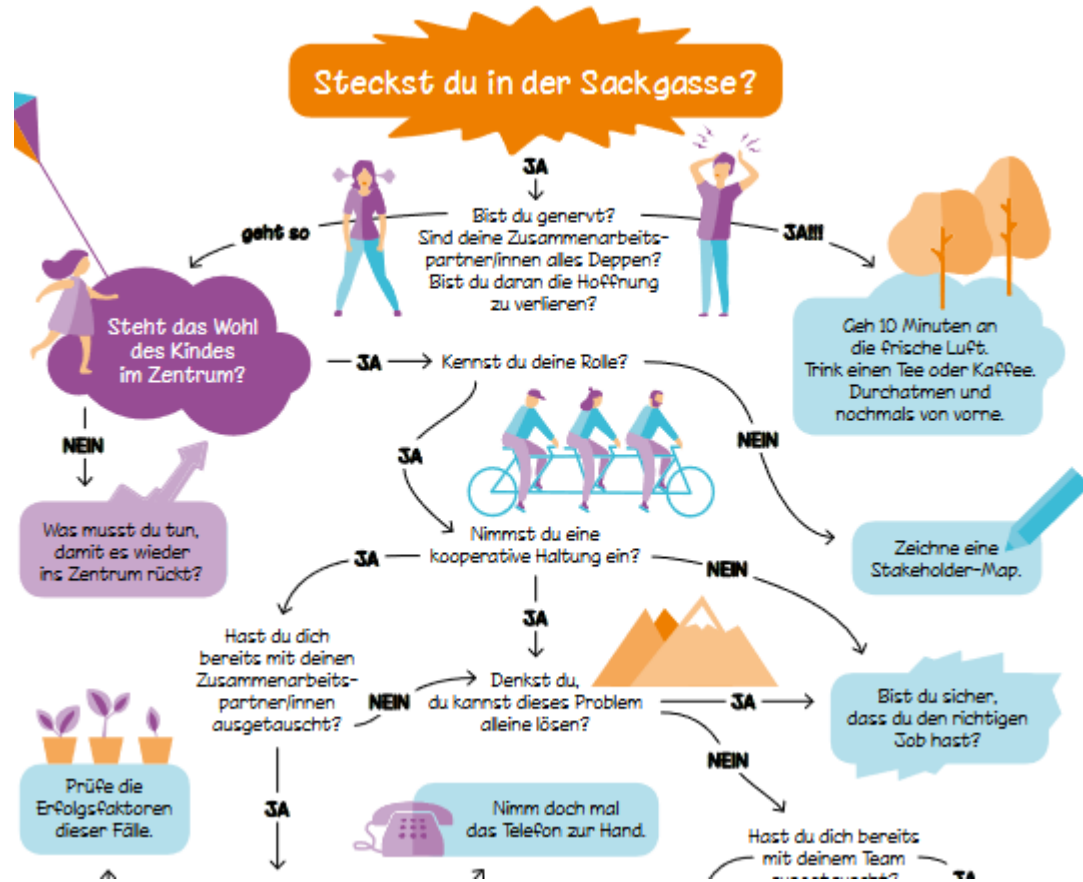 Steckst du in der Sackgasse?
JA
Bist du genervt?
Sind deine Zusammenarbeits-
partner/innen alles Deppen?
Bist du daran die Hoffnung
zu verlieren?
geht so
JA!!!
Steht das Wohl
des Kindes
im Zentrum?
Geh 10 Minuten an
die frische Luft.
Trink einen Tee oder Kaffee.
Durchatmen und
nochmals von vorne.
JA
Kennst du deine Rolle?
NEIN
JA
NEIN
Was musst du tun,
damit es wieder
ins Zentrum rückt?
Nimmst du eine
kooperative Haltung ein?
Zeichne eine
Stakeholder-Map.
JA
NEIN
JA
Hast du dich
bereits mit deinen
Zusammenarbeits-
partner/innen
ausgetauscht?
NEIN
Denkst du,
du kannst dieses Problem
alleine lösen?
JA
Bist du sicher,
dass du den richtigen
Job hast?
NEIN
Prüfe die
Erfolgsfaktoren
dieser Fälle.
JA
Nimm doch mal
das Telefon zur Hand.
Hast du dich bereits
mit deinem Team
ausgetauscht?
JA